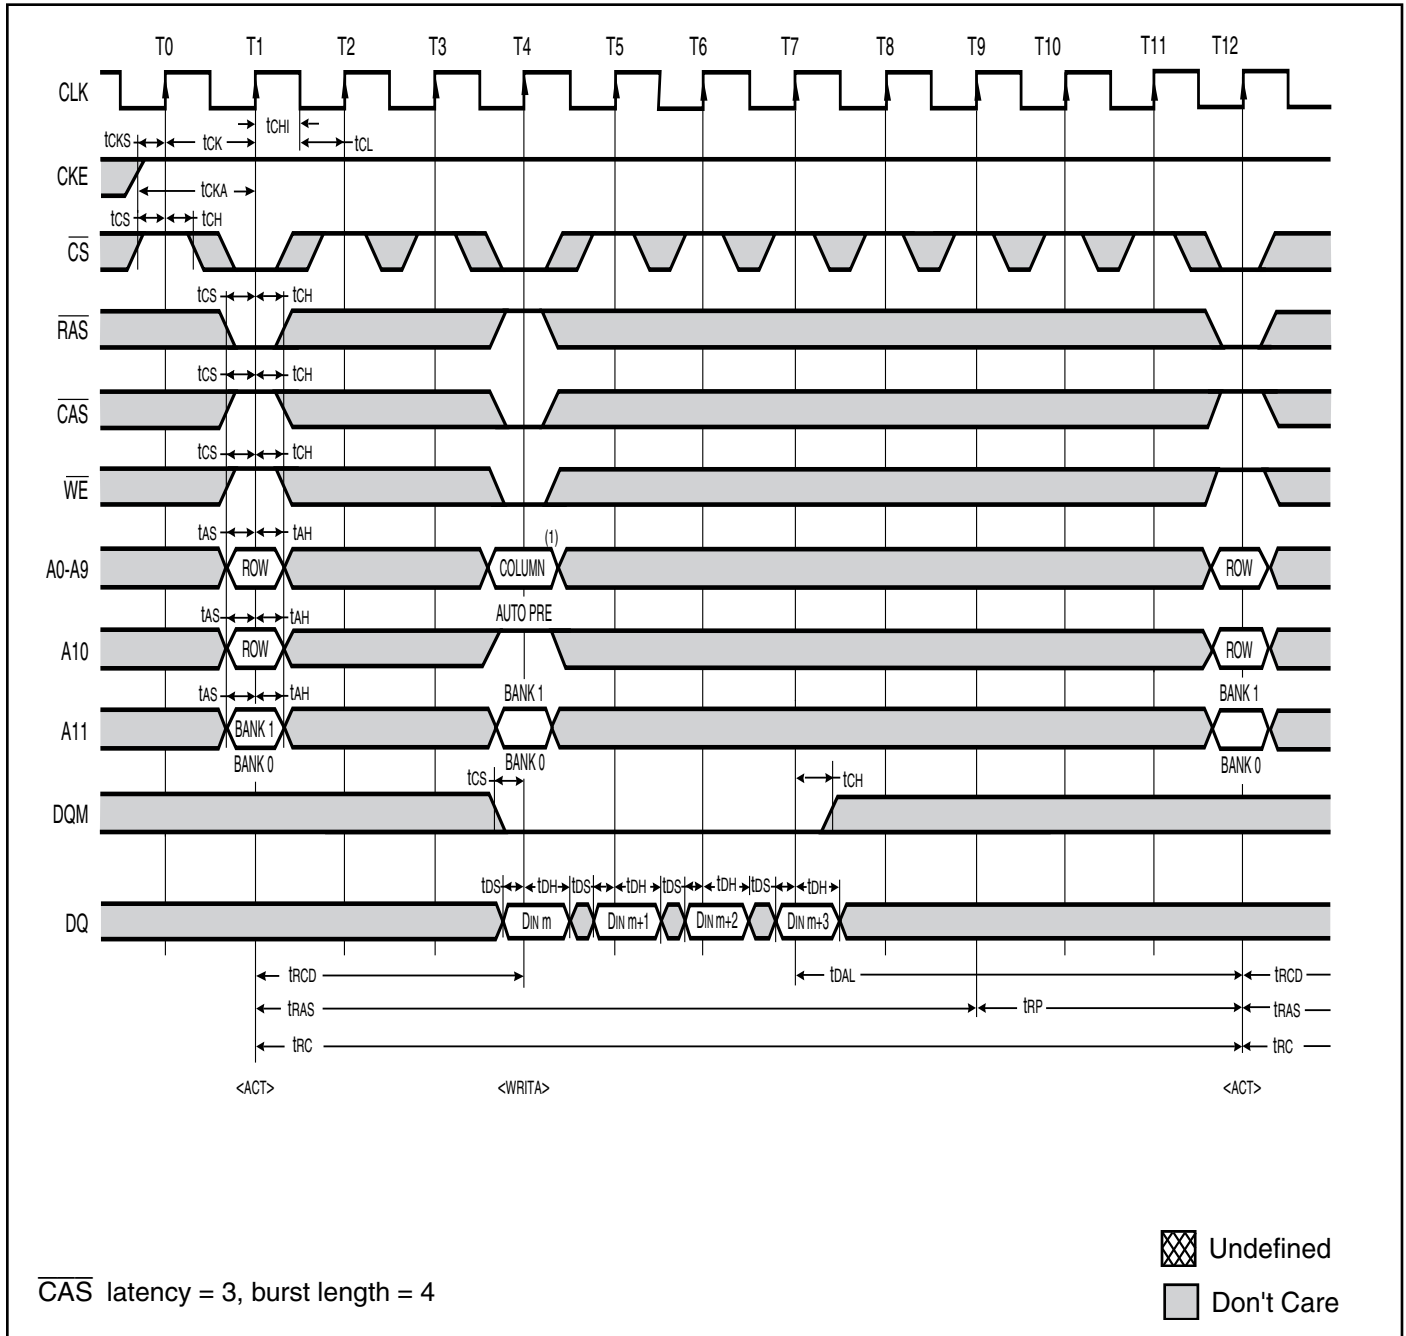 T0 T1 T2 T3 T4 T5 T6 T7 T8 T9 T10 T11 T12
CLK
tCHI
tCKS tCK tCL
CKE
tCKA
tCS tCH
CS
tCS tCH
RAS
tCS tCH
CAS
tCS tCH
WE
tAS tAH (1)
A0-A9 ROW COLUMN ROW
tAS tAH AUTO PRE
A10 ROW ROW
tAS tAH BANK 1 BANK 1
A11 BANK 1
BANK 0 BANK 0 BANK 0
tCS tCH
DQM
tDS tDH tDS tDH tDS tDH tDS tDH
DQ DIN m DIN m+1 DIN m+2 DIN m+3
tRCD tDAL tRCD
tRAS tRP tRAS
tRC tRC
<ACT> <WRITA> <ACT>
Undefined
CAS latency = 3, burst length = 4
Don't Care